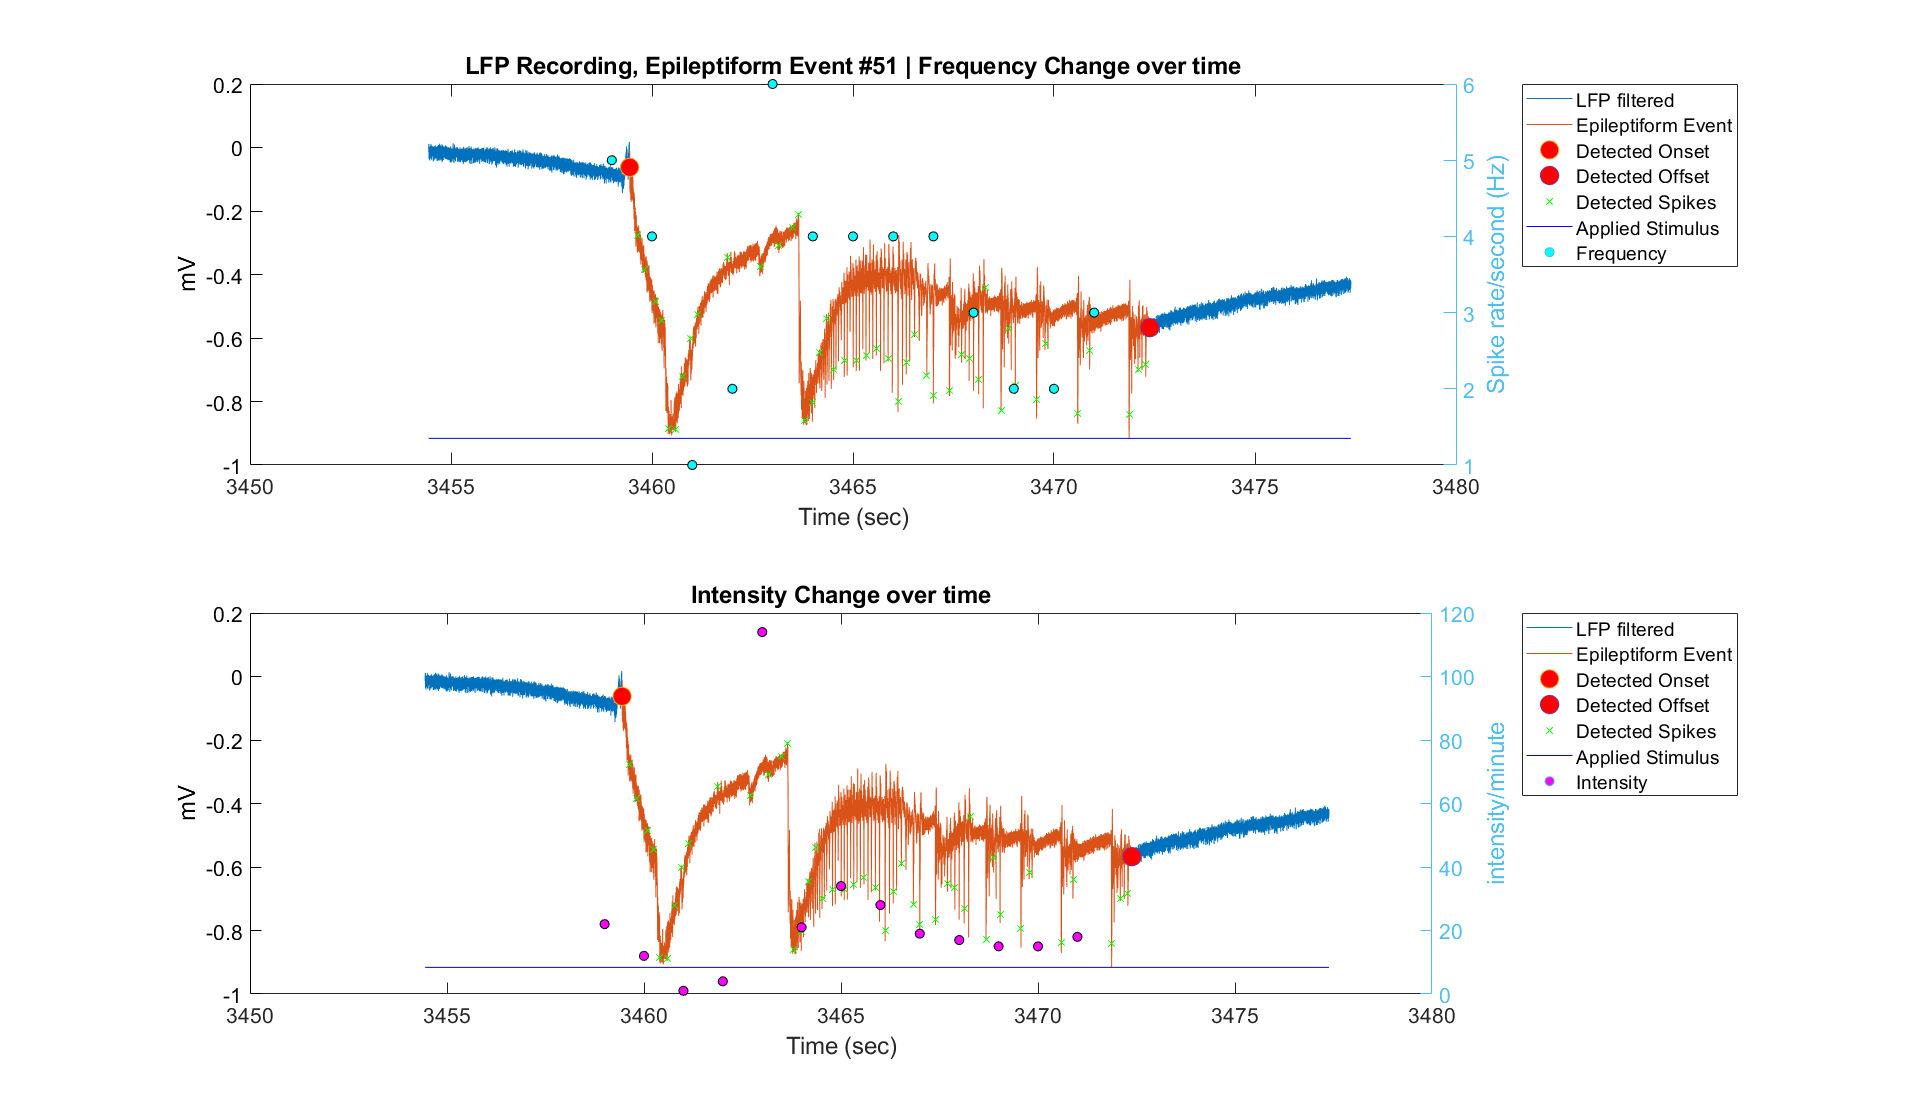 LFP Recording, Epileptiform Event #51 | Frequency Change over time
0.2
0
-0.2
-0.4
-0.6
-0.8
-1
mV
3450 3455 3460 3465 3470 3475 3480
Time (sec)
6
5
4
3
2
1
Spike rate/second (Hz)
LFP filtered
Epileptiform Event
Detected Onset
Detected Offset
Detected Spikes
Applied Stimulus
Frequency
Intensity Change over time
0.2
0
-0.2
-0.4
-0.6
-0.8
-1
mV
3450 3455 3460 3465 3470 3475 3480
Time (sec)
120
100
80
60
40
20
0
intensity/minute
LFP filtered
Epileptiform Event
Detected Onset
Detected Offset
Detected Spikes
Applied Stimulus
Intensity